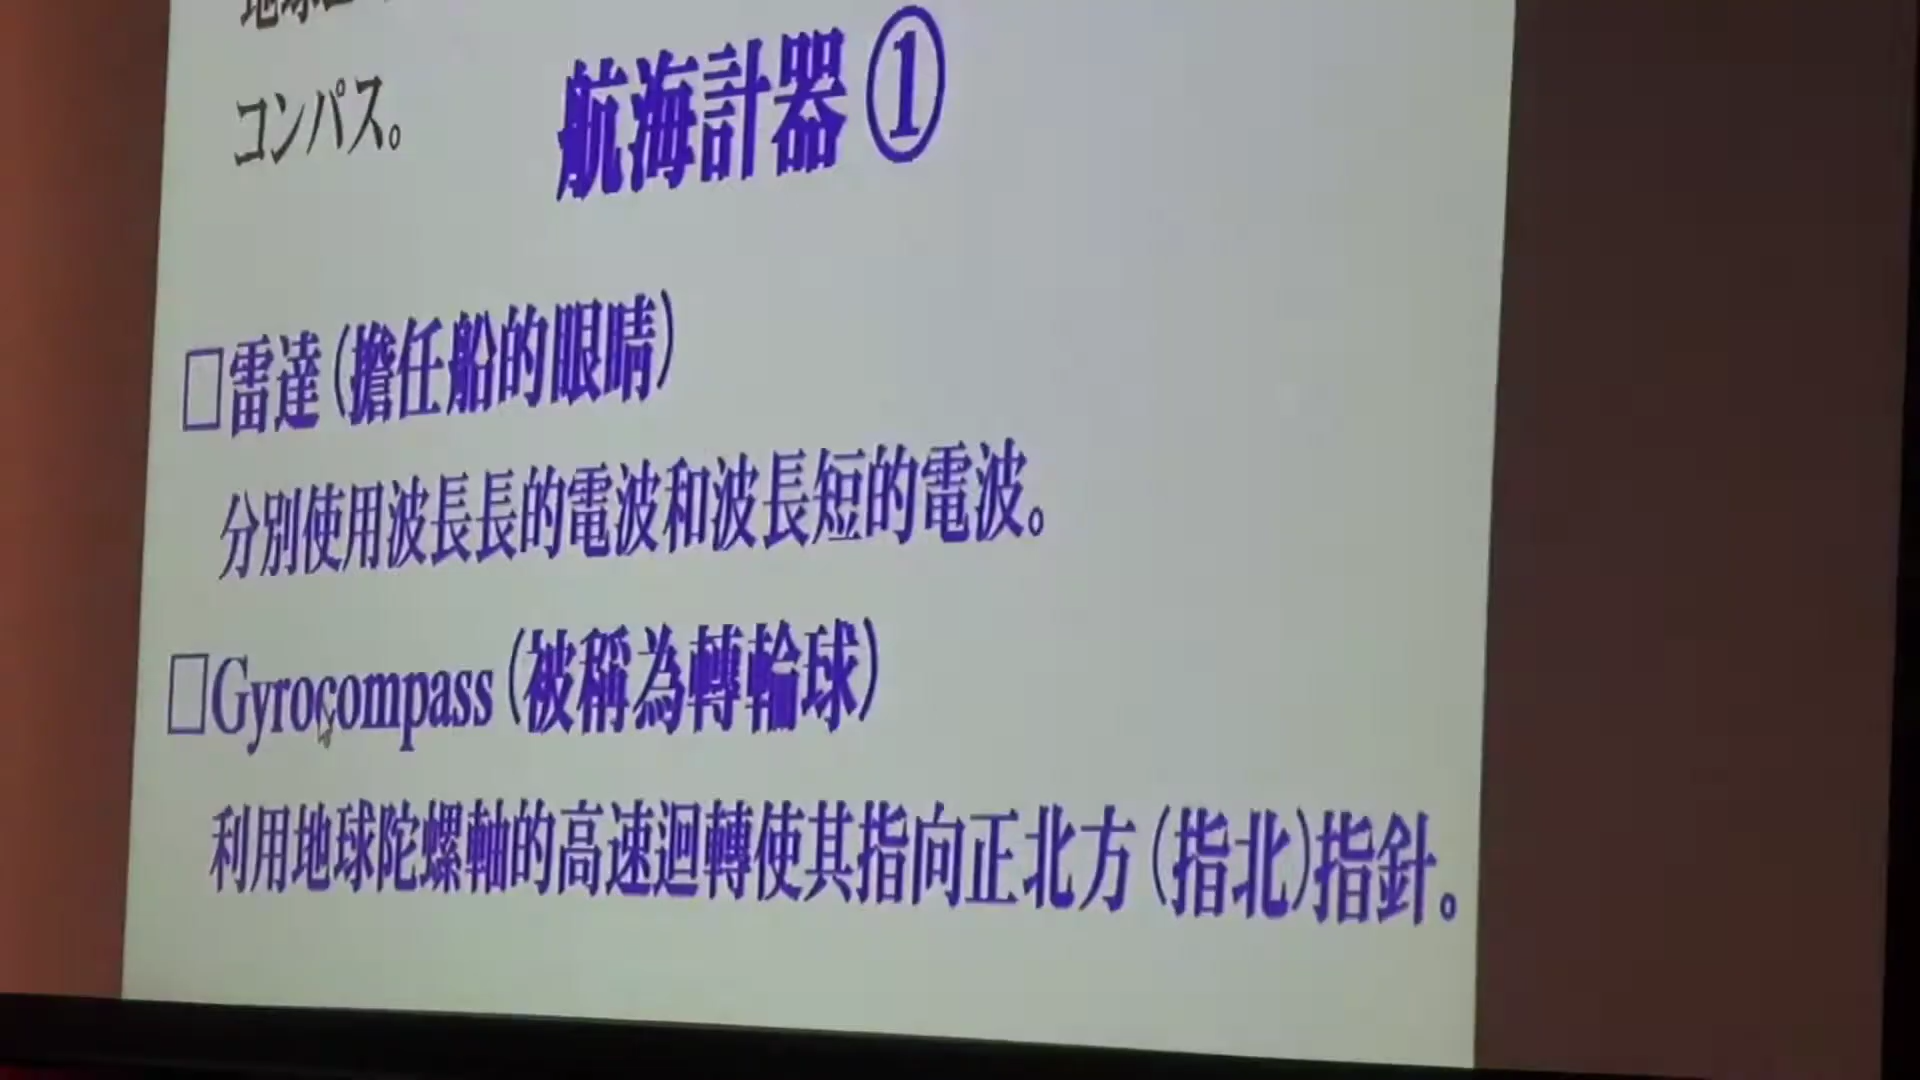 地球
コンパス。
航海計器①
□雷達(擔任船的眼睛)
分別使用波長長的電波和波長短的電波。
□Gyrocompass(被稱為轉輪球)
利用地球陀螺軸的高速迴轉使其指向正北方(指北)指針。